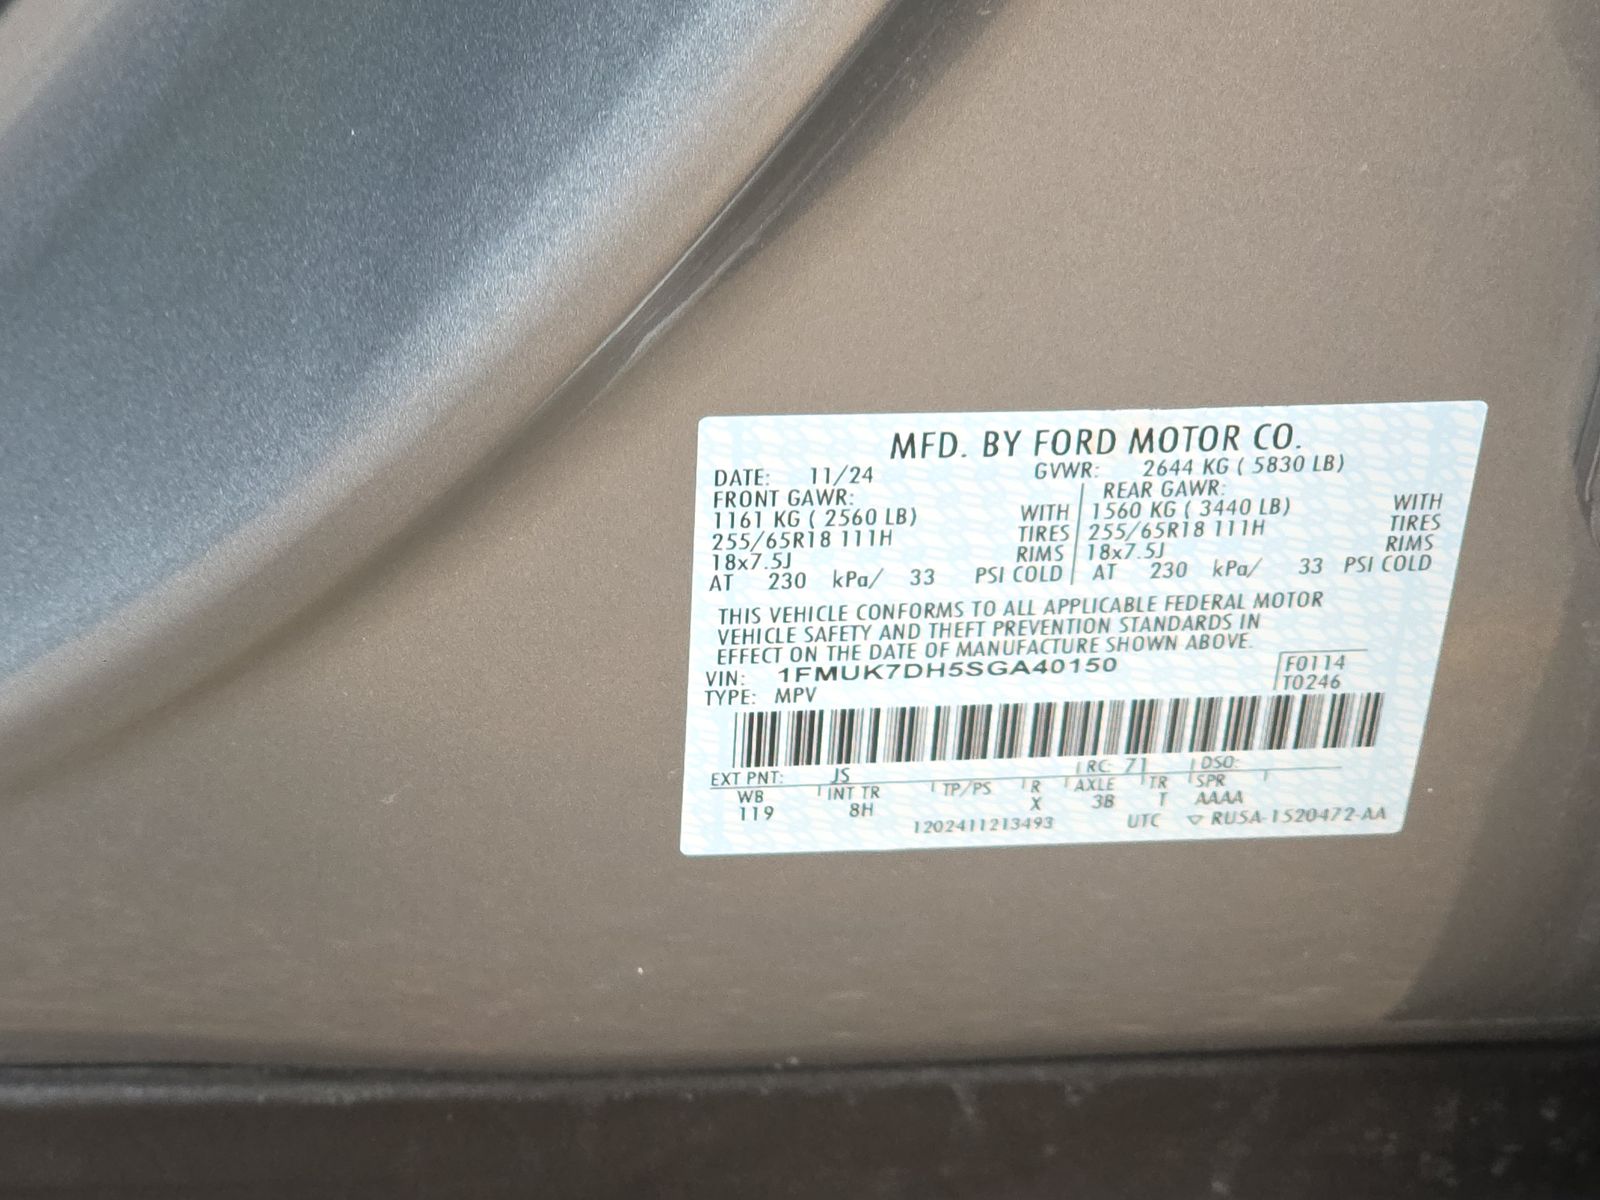 MFD. BY FORD MOTOR CO.
DATE: 11/24 GVWR: 2644 KG ( 5830 LB)
FRONT GAWR: REAR GAWR:
1161 KG ( 2560 LB) WITH 1560 KG ( 3440 LB) WITH
255/65R18 111H TIRES 255/65R18 111H TIRES
18x7.5J RIMS 18x7.5J RIMS
AT 230 kPa/ 33 PSI COLD AT 230 kPa/ 33 PSI COLD
THIS VEHICLE CONFORMS TO ALL APPLICABLE FEDERAL MOTOR
VEHICLE SAFETY AND THEFT PREVENTION STANDARDS IN
EFFECT ON THE DATE OF MANUFACTURE SHOWN ABOVE.
VIN: 1FMUK7DH5SGA40150 F0114
TYPE: MPV T0246
EXT PNT: JS RC: 71 DSO:
WB INT TR TP/PS R AXLE TR SPR
119 8H X 3B T AAAA
1202411213493 UTC ▽ RUSA-1520472-AA